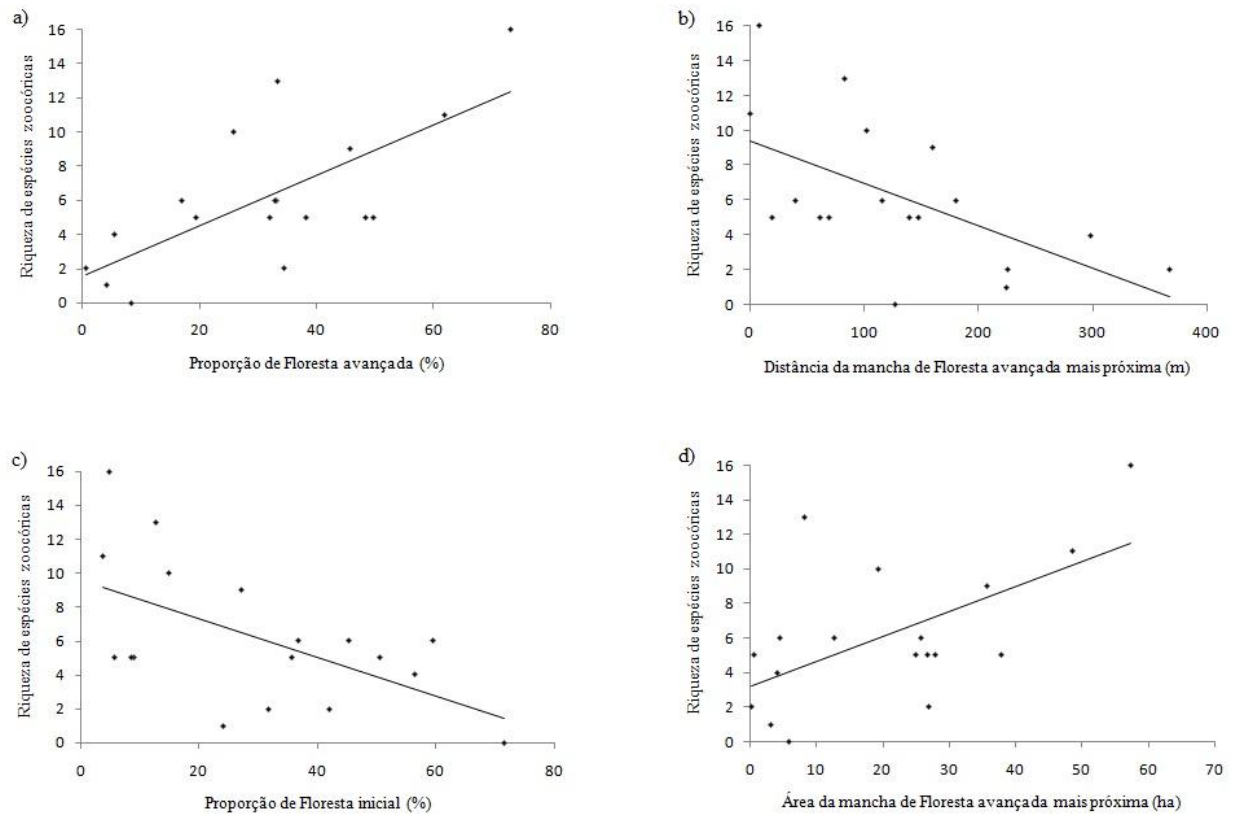 a)
Riqueza de espécies zoocóricas
16
14
12
10
8
6
4
2
0
0 20 40 60 80
Proporção de Floresta avançada (%)
b)
Riqueza de espécies zoocóricas
16
14
12
10
8
6
4
2
0
0 100 200 300 400
Distância da mancha de Floresta avançada mais próxima (m)
c)
Riqueza de espécies zoocóricas
16
14
12
10
8
6
4
2
0
0 20 40 60 80
Proporção de Floresta inicial (%)
d)
Riqueza de espécies zoocóricas
16
14
12
10
8
6
4
2
0
0 10 20 30 40 50 60 70
Área da mancha de Floresta avançada mais próxima (ha)